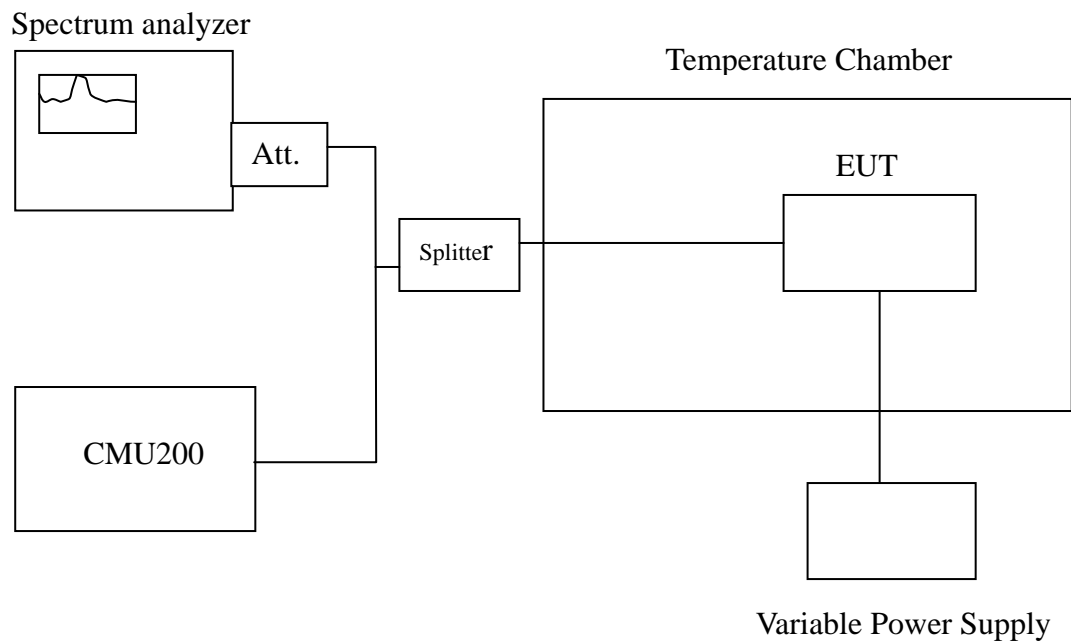 Spectrum analyzer
Temperature Chamber
Att.
EUT
Splitter
CMU200
Variable Power Supply